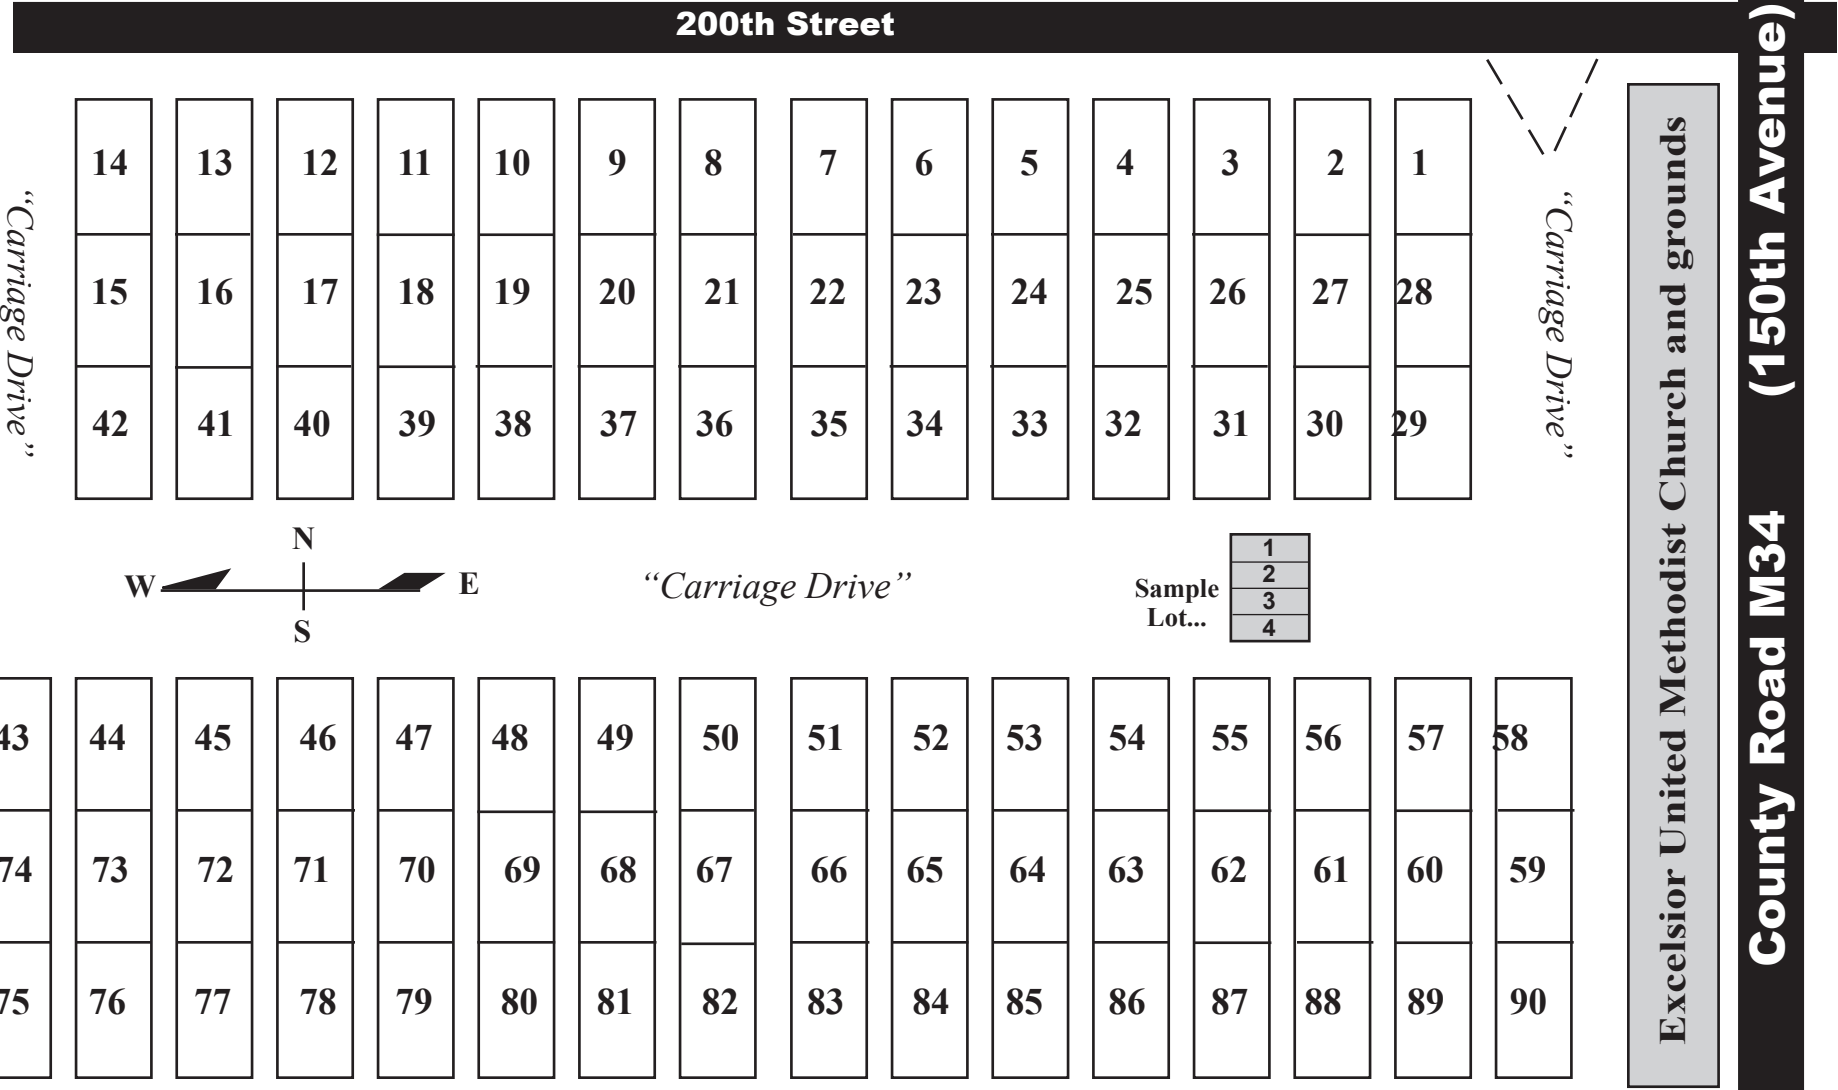 200th Street
14 13 12 11 10 9 8 7 6 5 4 3 2 1
15 16 17 18 19 20 21 22 23 24 25 26 27 28
42 41 40 39 38 37 36 35 34 33 32 31 30 29
“Carriage Drive”
“Carriage Drive”
N
W E
S
“Carriage Drive”
Sample
Lot...
1
2
3
4
43 44 45 46 47 48 49 50 51 52 53 54 55 56 57 58
74 73 72 71 70 69 68 67 66 65 64 63 62 61 60 59
75 76 77 78 79 80 81 82 83 84 85 86 87 88 89 90
Excelsior United Methodist Church and grounds
County Road M34 (150th Avenue)